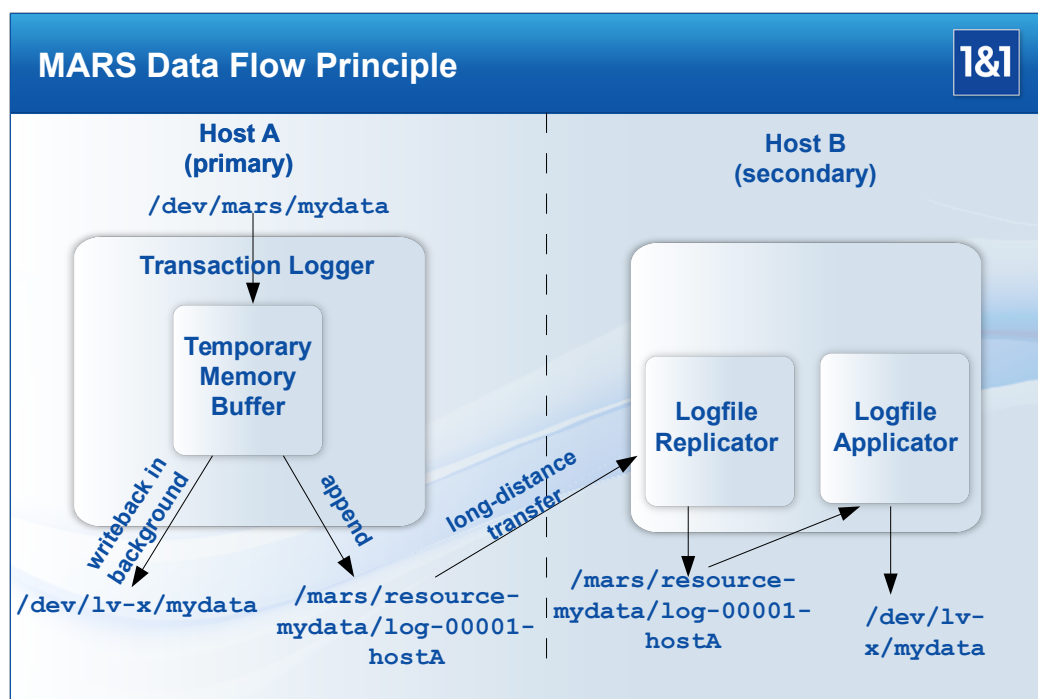 MARS Data Flow Principle
1&1
Host A
(primary)
/dev/mars/mydata
Transaction Logger
Temporary
Memory
Buffer
writeback in
background
append
/dev/lv-x/mydata
/mars/resource-
mydata/log-00001-
hostA
long-distance
transfer
Host B
(secondary)
Logfile
Replicator
Logfile
Applicator
/mars/resource-
mydata/log-00001-
hostA
/dev/lv-
x/mydata